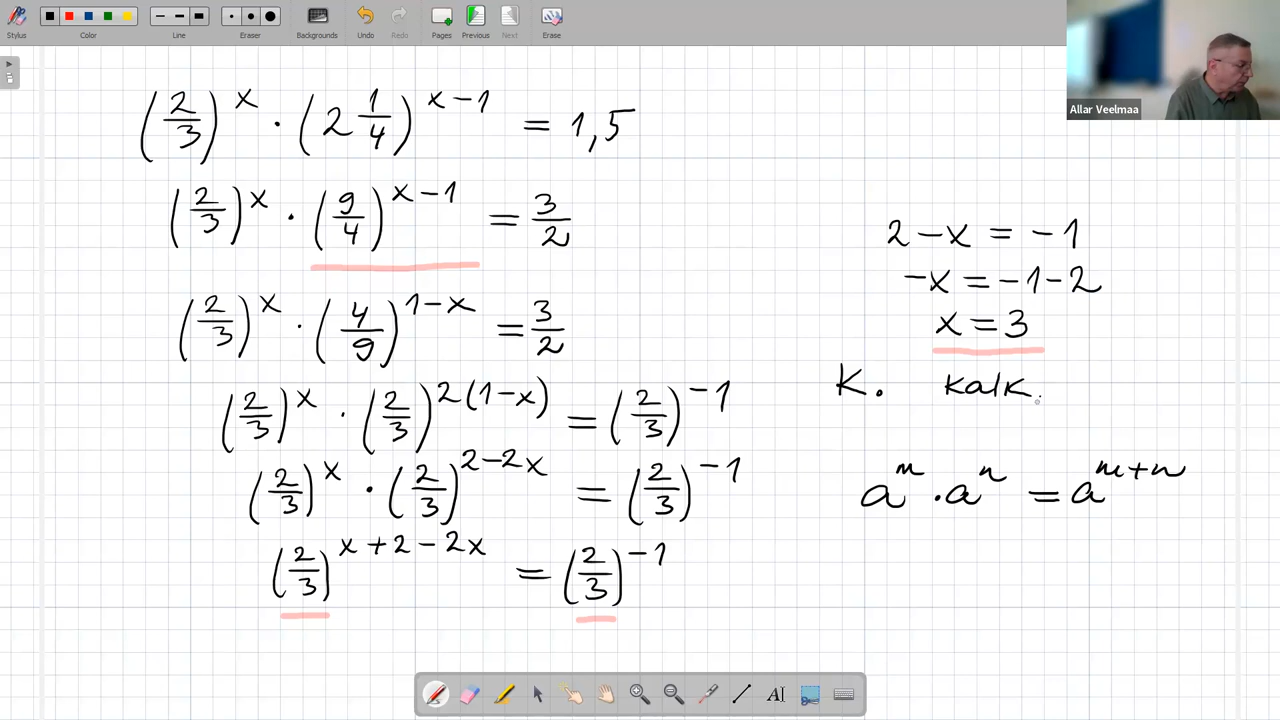 Stylus Color Line Eraser Backgrounds Undo Redo Pages Previous Next Erase
Allar Veelmaa
(2/3)^x · (2 1/4)^(x−1) = 1,5
(2/3)^x · (9/4)^(x−1) = 3/2
(2/3)^x · (4/9)^(1−x) = 3/2
(2/3)^x · (2/3)^(2(1−x)) = (2/3)^(−1)
(2/3)^x · (2/3)^(2−2x) = (2/3)^(−1)
(2/3)^(x+2−2x) = (2/3)^(−1)
2 − x = −1
−x = −1−2
x = 3
K. kalk.
a^m · a^n = a^(m+n)
AI